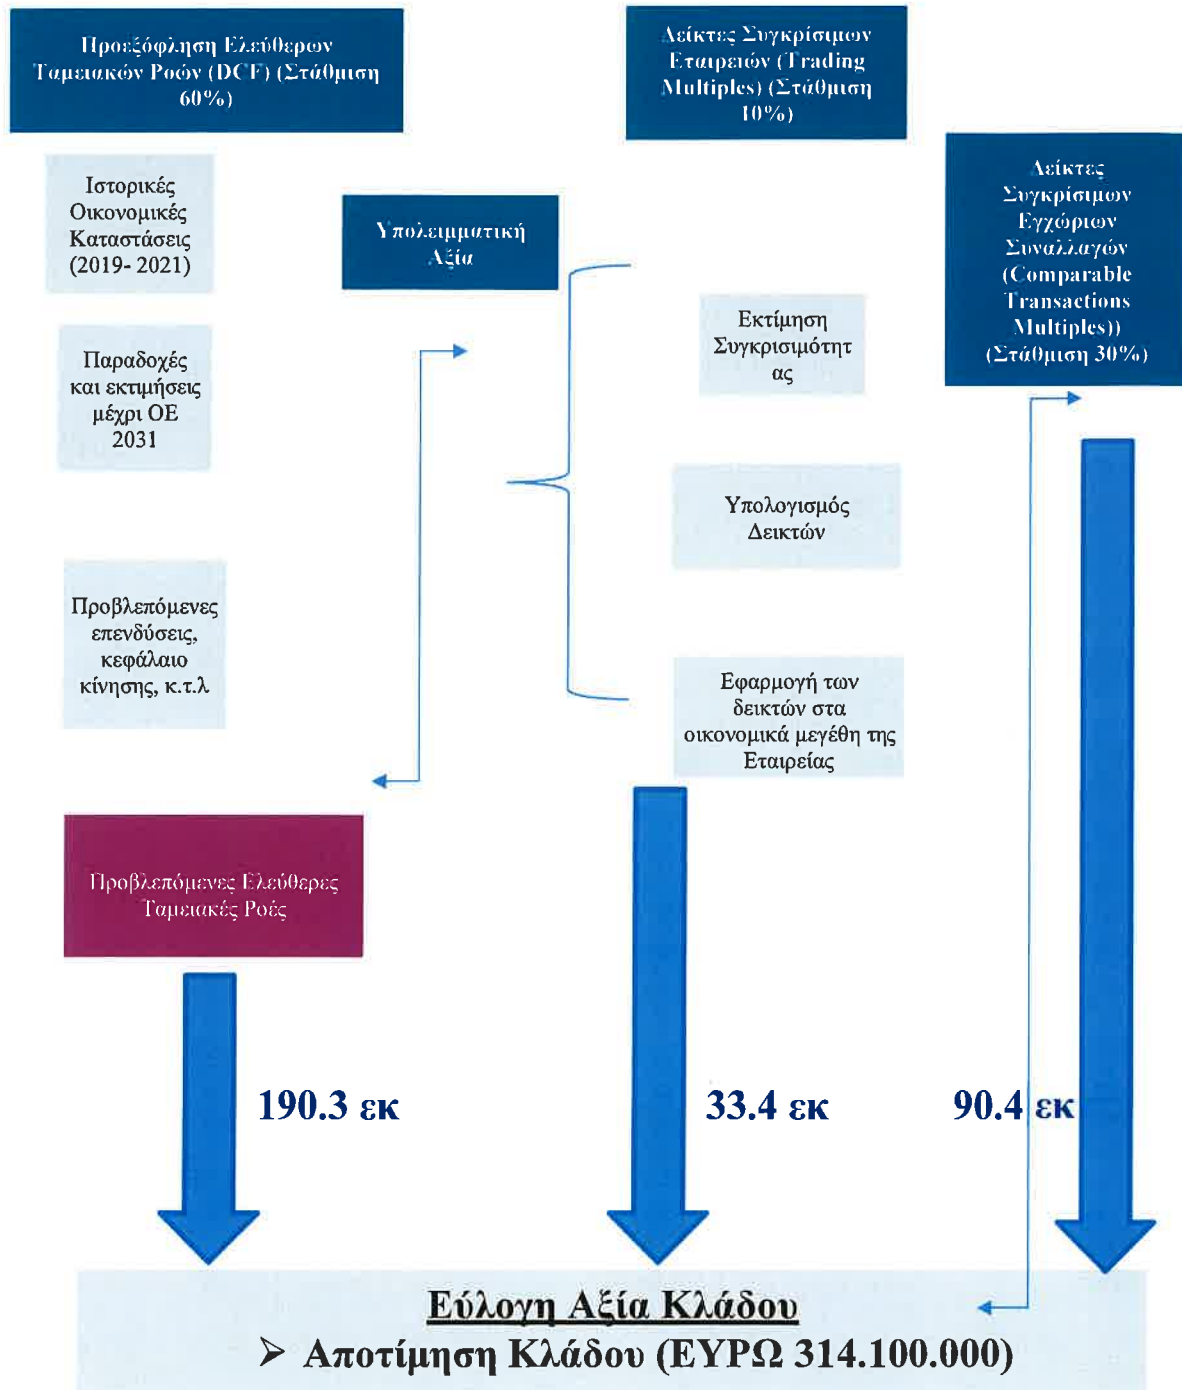 Προεξόφληση Ελεύθερων
Ταμειακών Ροών (DCF) (Στάθμιση
60%)
Δείκτες Συγκρίσιμων
Εταιρειών (Trading
Multiples) (Στάθμιση
10%)
Δείκτες
Συγκρίσιμων
Εγχώριων
Συναλλαγών
(Comparable
Transactions
Multiples))
(Στάθμιση 30%)
Ιστορικές
Οικονομικές
Καταστάσεις
(2019- 2021)
Υπολειμματική
Αξία
Παραδοχές
και εκτιμήσεις
μέχρι ΟΕ
2031
Εκτίμηση
Συγκρισιμότητ
ας
Υπολογισμός
Δεικτών
Προβλεπόμενες
επενδύσεις,
κεφάλαιο
κίνησης, κ.τ.λ
Εφαρμογή των
δεικτών στα
οικονομικά μεγέθη της
Εταιρείας
Προβλεπόμενες Ελεύθερες
Ταμειακές Ροές
190.3 εκ
33.4 εκ
90.4 εκ
Εύλογη Αξία Κλάδου
➢ Αποτίμηση Κλάδου (ΕΥΡΩ 314.100.000)